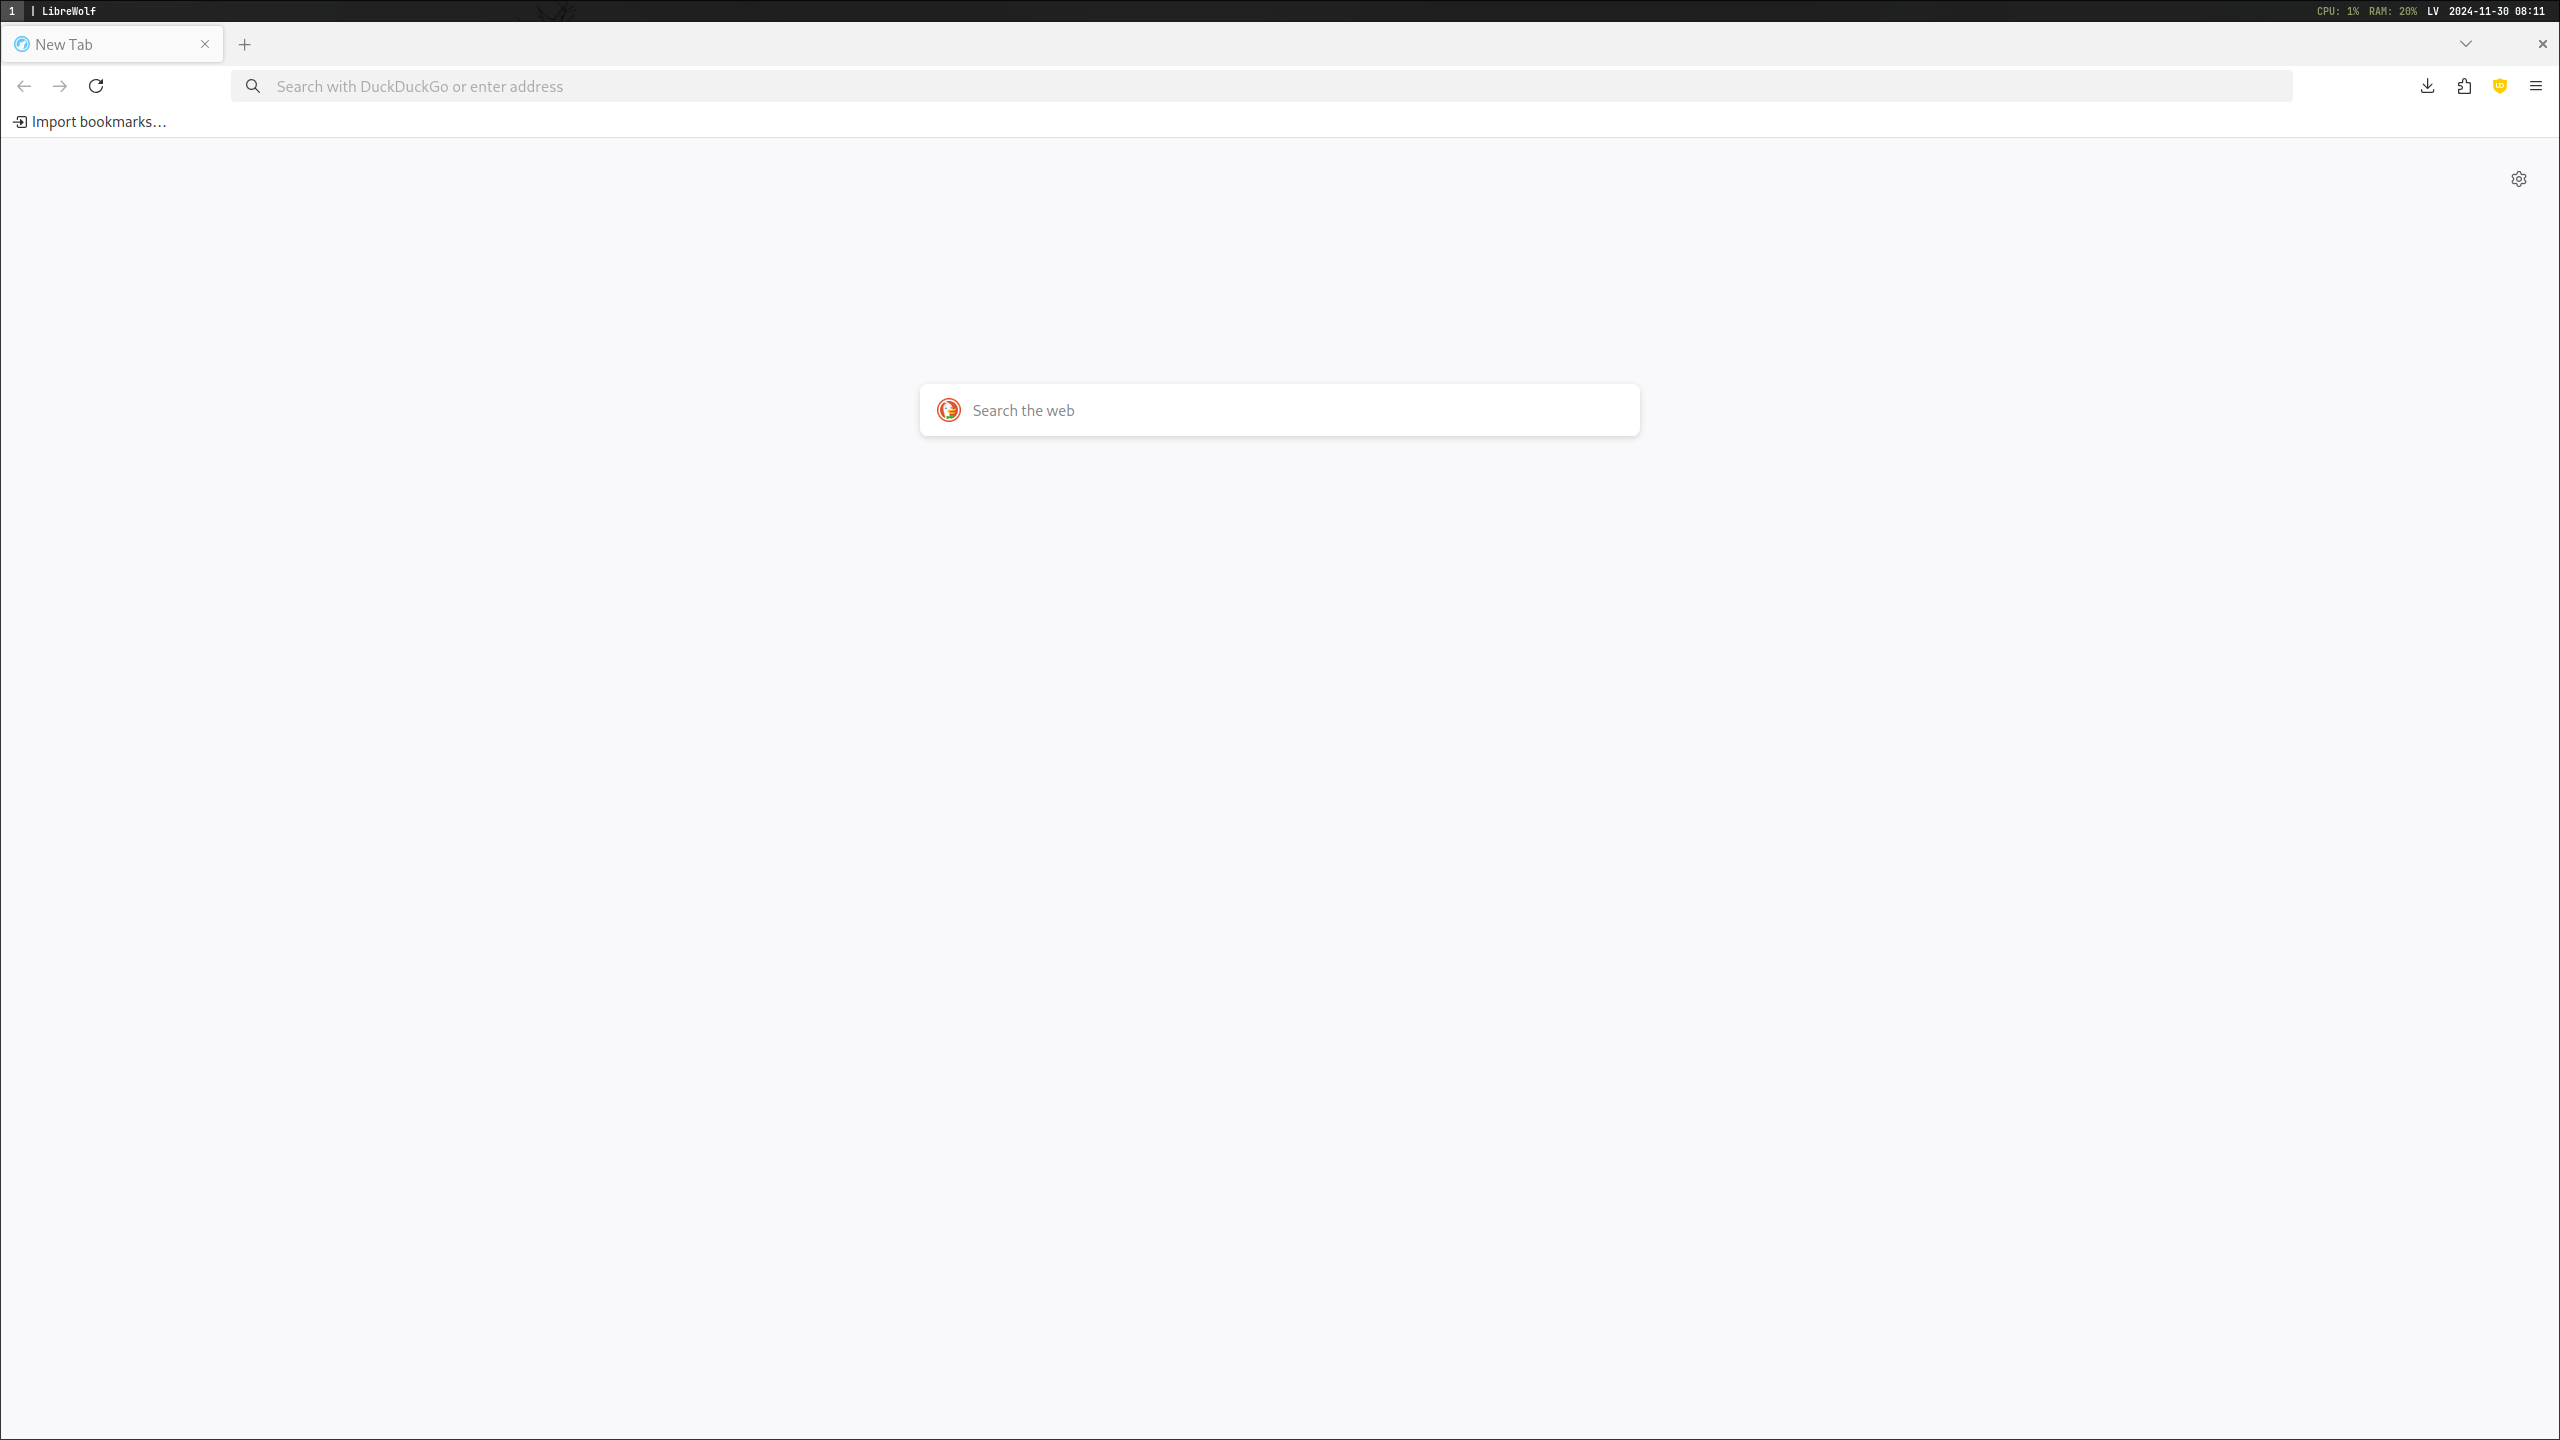 1 | LibreWolf CPU: 1% RAM: 20% LV 2024-11-30 08:11
New Tab
Search with DuckDuckGo or enter address
Import bookmarks...
Search the web